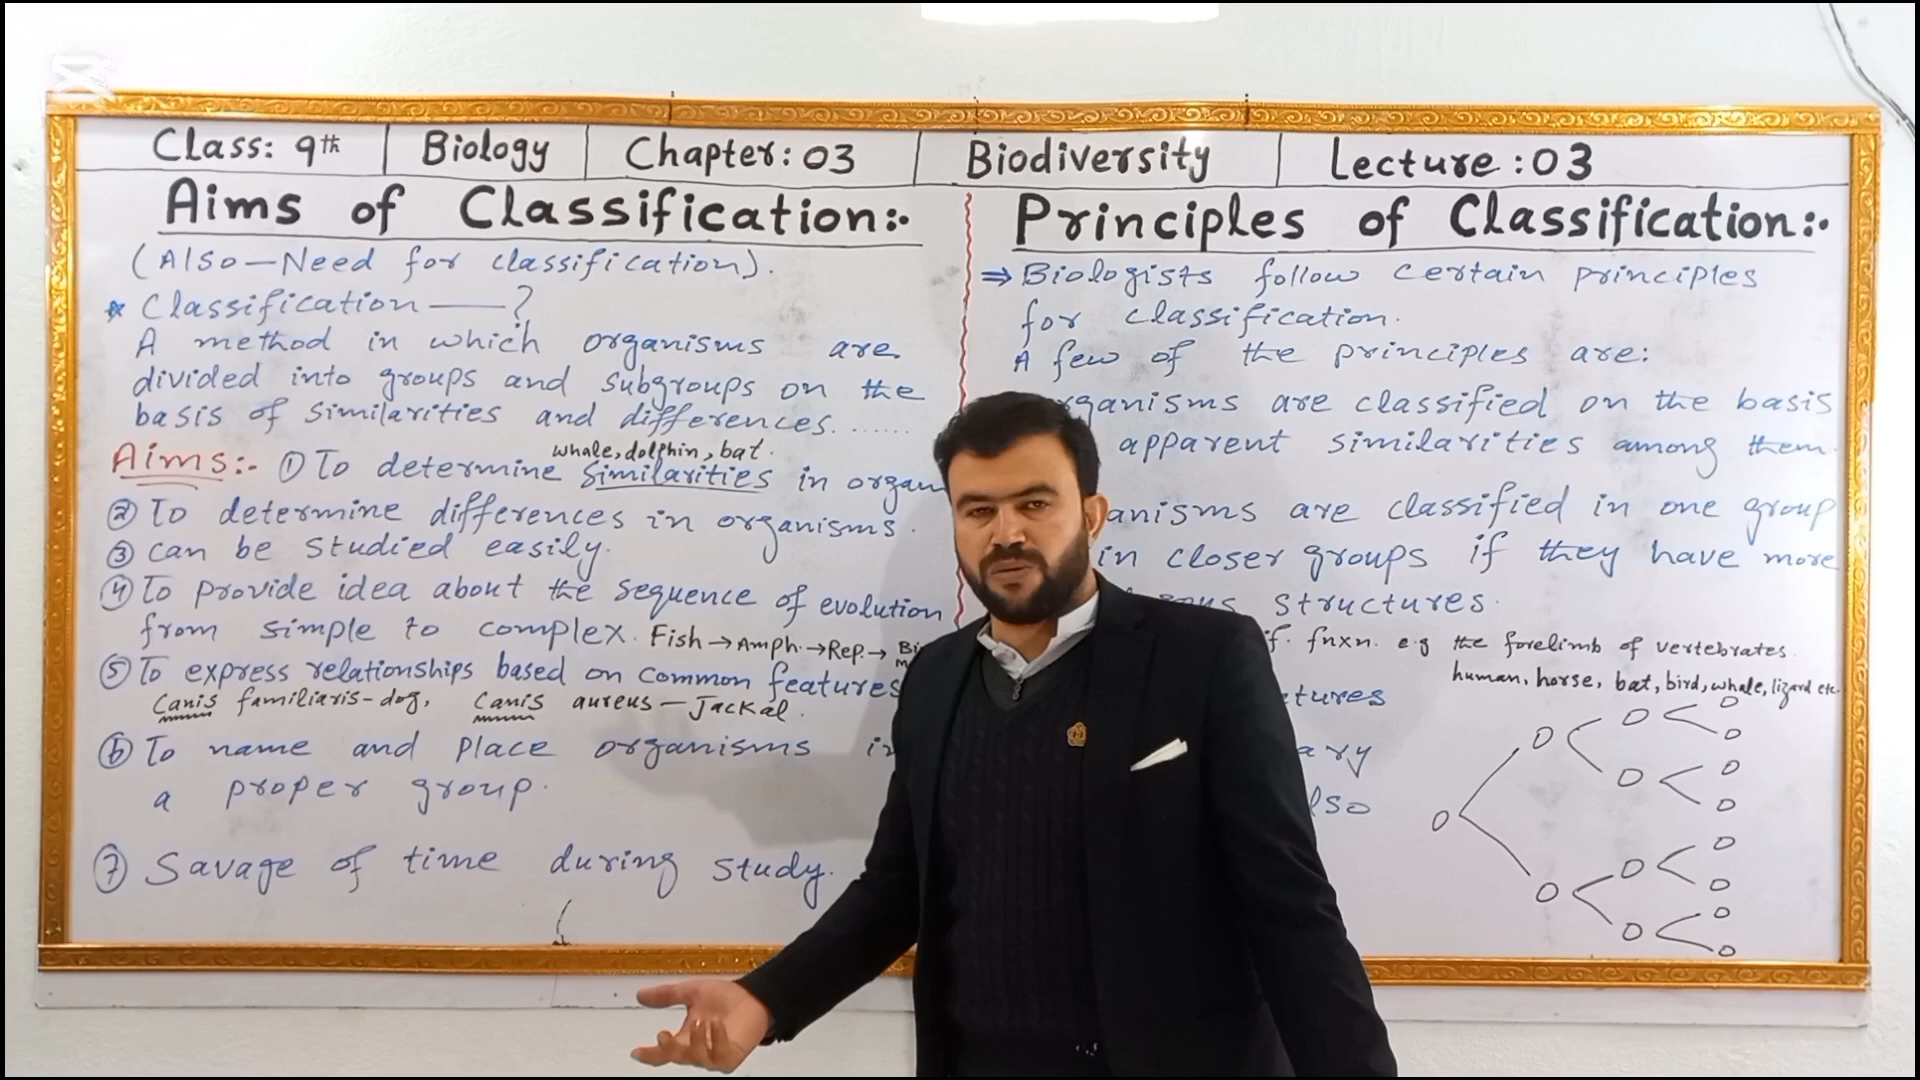 Class: 9th
Biology
Chapter: 03
Biodiversity
Lecture: 03
Aims of Classification:.
(Also-Need for classification).
* Classification——?
A method in which organisms are
divided into groups and subgroups on the
basis of similarities and differences.......
whale, dolphin, bat.
Aims:- ① To determine similarities in organ
② To determine differences in organisms.
③ can be studied easily.
④ To provide idea about the sequence of evolution
from simple to complex. Fish → Amph. → Rep. → Bi
⑤ To express relationships based on common features
Canis familiaris-dog, Canis aureus-Jackal.
⑥ To name and place organisms in
a proper group.
⑦ Savage of time during study.
Principles of Classification:.
⇒ Biologists follow certain principles
for classification.
A few of the principles are:
rganisms are classified on the basis
apparent similarities among them.
anisms are classified in one group
in closer groups if they have more
structures.
if. fnxn. e.g the forelimb of vertebrates
human, horse, bat, bird, whale, lizard etc.
tures
ary
lso